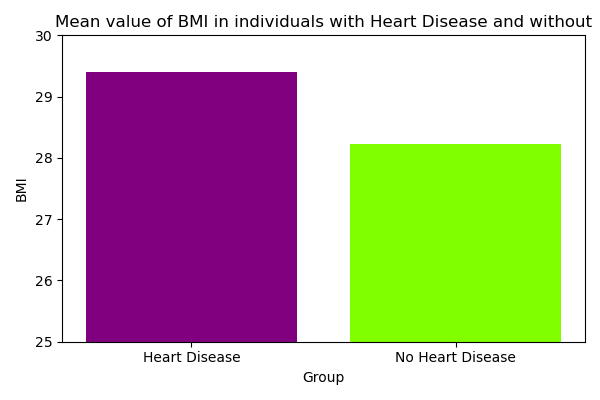 Mean value of BMI in individuals with Heart Disease and without
30
29
28
27
26
25
BMI
Heart Disease
No Heart Disease
Group